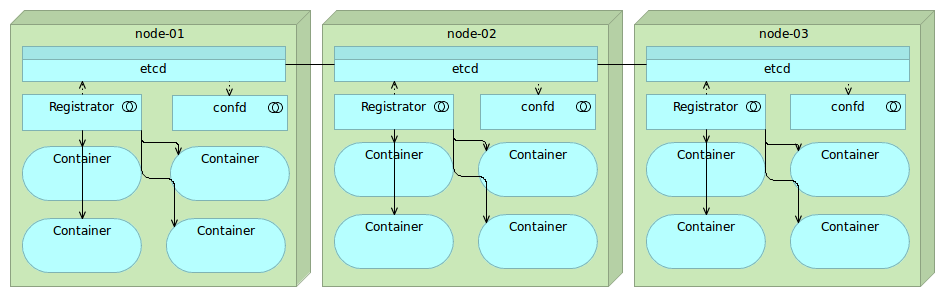 node-01
etcd
Registrator
confd
Container
Container
Container
Container
node-02
etcd
Registrator
confd
Container
Container
Container
Container
node-03
etcd
Registrator
confd
Container
Container
Container
Container